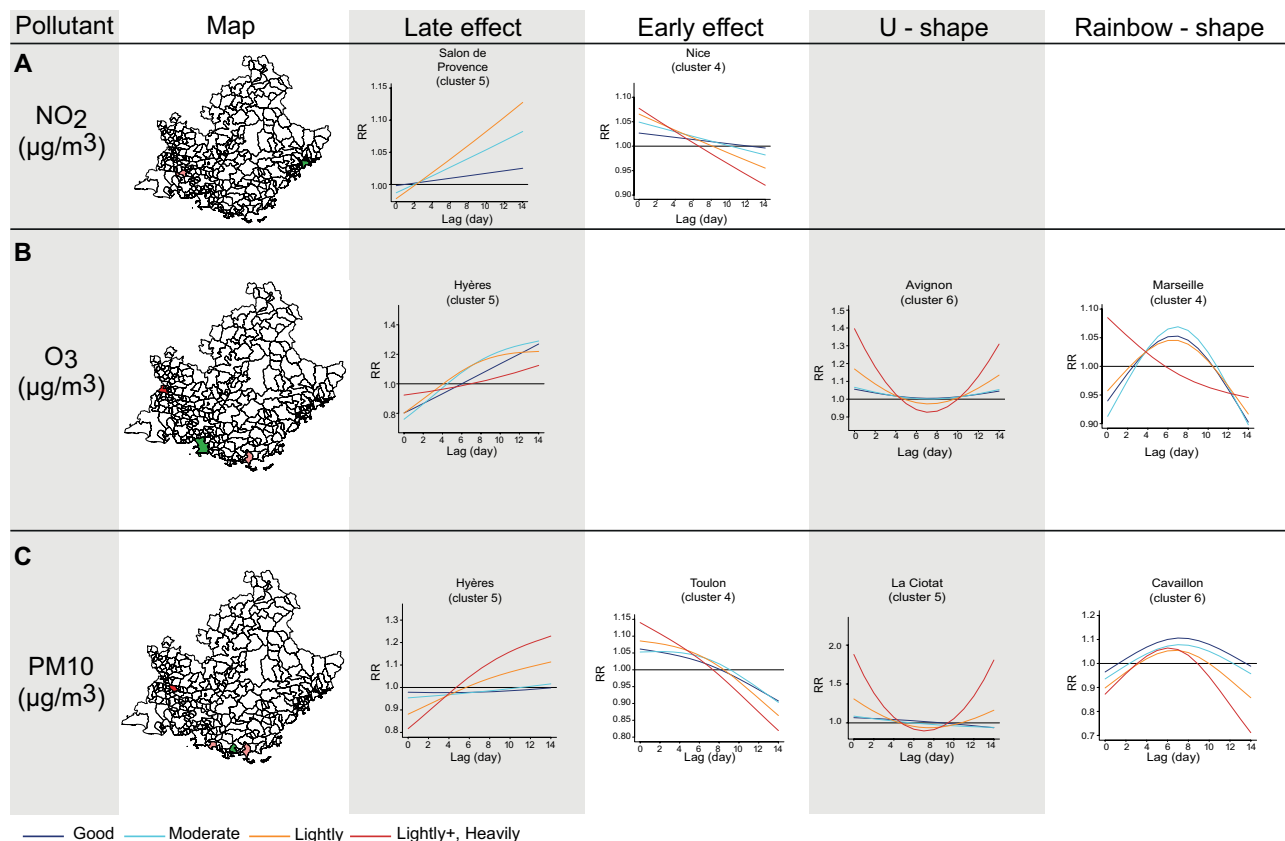 Pollutant Map Late effect Early effect U - shape Rainbow - shape
A
NO2
(µg/m3)
Salon de
Provence
(cluster 5)
1.15
1.10
1.05
1.00
RR
0 2 4 6 8 10 12 14
Lag (day)
Nice
(cluster 4)
1.10
1.05
1.00
0.95
0.90
RR
0 2 4 6 8 10 12 14
Lag (day)
B
O3
(µg/m3)
Hyères
(cluster 5)
1.4
1.2
1.0
0.8
RR
0 2 4 6 8 10 12 14
Lag (day)
Avignon
(cluster 6)
1.5
1.4
1.3
1.2
1.1
1.0
0.9
RR
0 2 4 6 8 10 12 14
Lag (day)
Marseille
(cluster 4)
1.10
1.05
1.00
0.95
0.90
RR
0 2 4 6 8 10 12 14
Lag (day)
C
PM10
(µg/m3)
Hyères
(cluster 5)
1.3
1.2
1.1
1.0
0.9
0.8
RR
0 2 4 6 8 10 12 14
Lag (day)
Toulon
(cluster 4)
1.15
1.10
1.05
1.00
0.95
0.90
0.85
0.80
RR
0 2 4 6 8 10 12 14
Lag (day)
La Ciotat
(cluster 5)
2.0
1.5
1.0
RR
0 2 4 6 8 10 12 14
Lag (day)
Cavaillon
(cluster 6)
1.2
1.1
1.0
0.9
0.8
0.7
RR
0 2 4 6 8 10 12 14
Lag (day)
Good Moderate Lightly Lightly+, Heavily